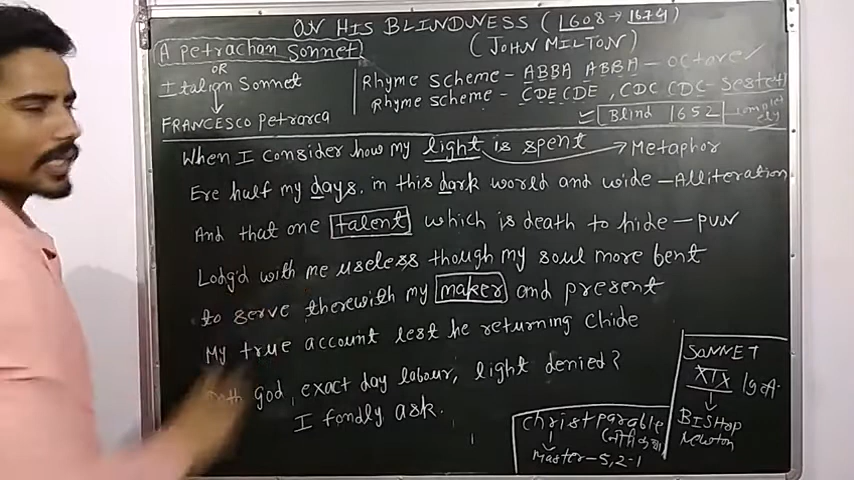 ON HIS BLINDNESS (1608 → 1674)
(JOHN MILTON)
A Petrachan Sonnet
OR
Italian Sonnet
FRANCESCO Petrarca
Rhyme Scheme - ABBA ABBA - Octave ✓
Rhyme scheme - CDECDE, CDC CDC - Sestet
✓ Blind 1652
When I consider how my light is spent → Metaphor
Ere half my days, in this dark world and wide - Alliteration
And that one talent which is death to hide - PUN
Lodg'd with me useless though my soul more bent
to serve therewith my maker and present
My true account lest he returning Chide
god, exact day labour, light denied?
I fondly ask.
Christ parable
Master - 5, 2 - 1
SONNET
XIX
BISHop
Newton